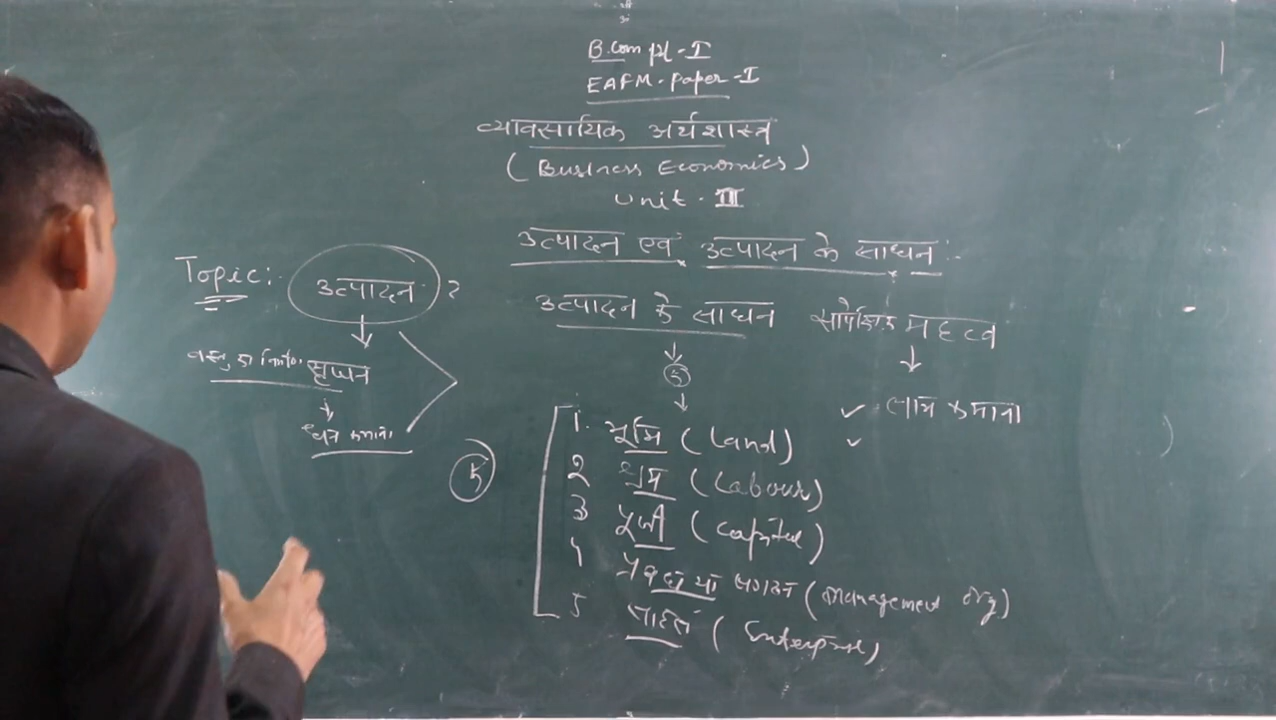 B.Com pt-I
EAFM. Paper-I
व्यावसायिक अर्थशास्त्र
(Business Economics)
Unit-III
उत्पादन एवं उत्पादन के साधन :-
Topic:- उत्पादन ?
सृजन
उत्पादन के साधन
5
5
1. भूमि (Land)
2 श्रम (Labour)
3 पूंजी (Capital)
4 प्रबंध या संगठन (Management Org)
5 साहस (Enterprise)
महत्व
✓ लाभ कमाना
✓